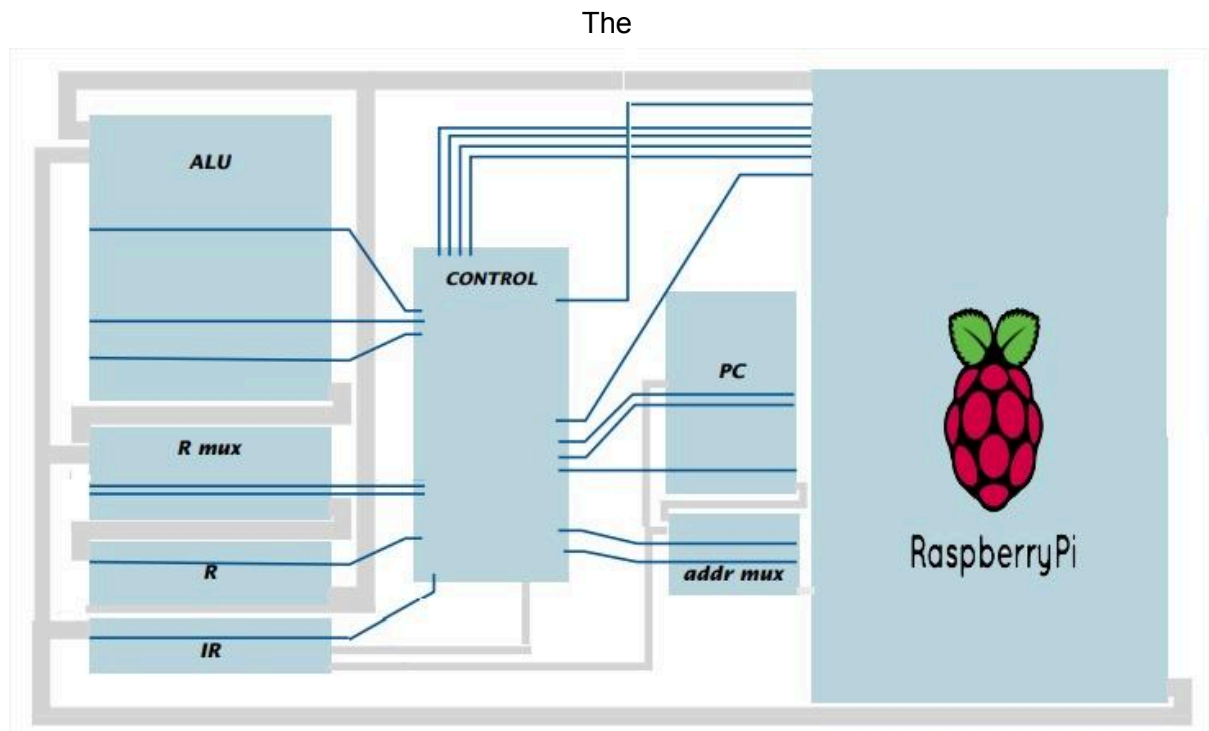 The
ALU
CONTROL
PC
R mux
RaspberryPi
addr mux
R
IR